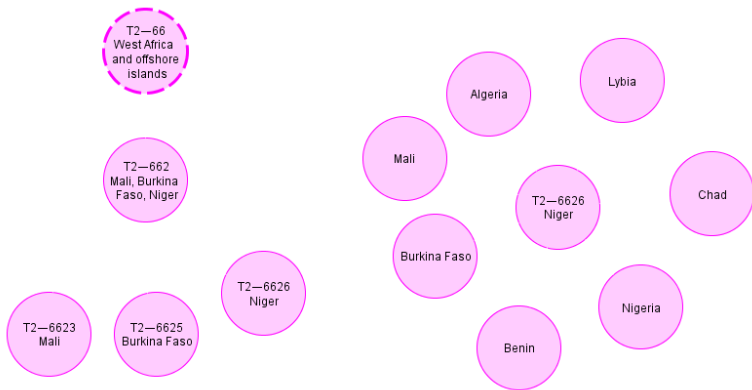 T2—66
West Africa
and offshore
islands
T2—662
Mali, Burkina
Faso, Niger
T2—6626
Niger
T2—6623
Mali
T2—6625
Burkina Faso
Algeria
Lybia
Mali
T2—6626
Niger
Chad
Burkina Faso
Nigeria
Benin